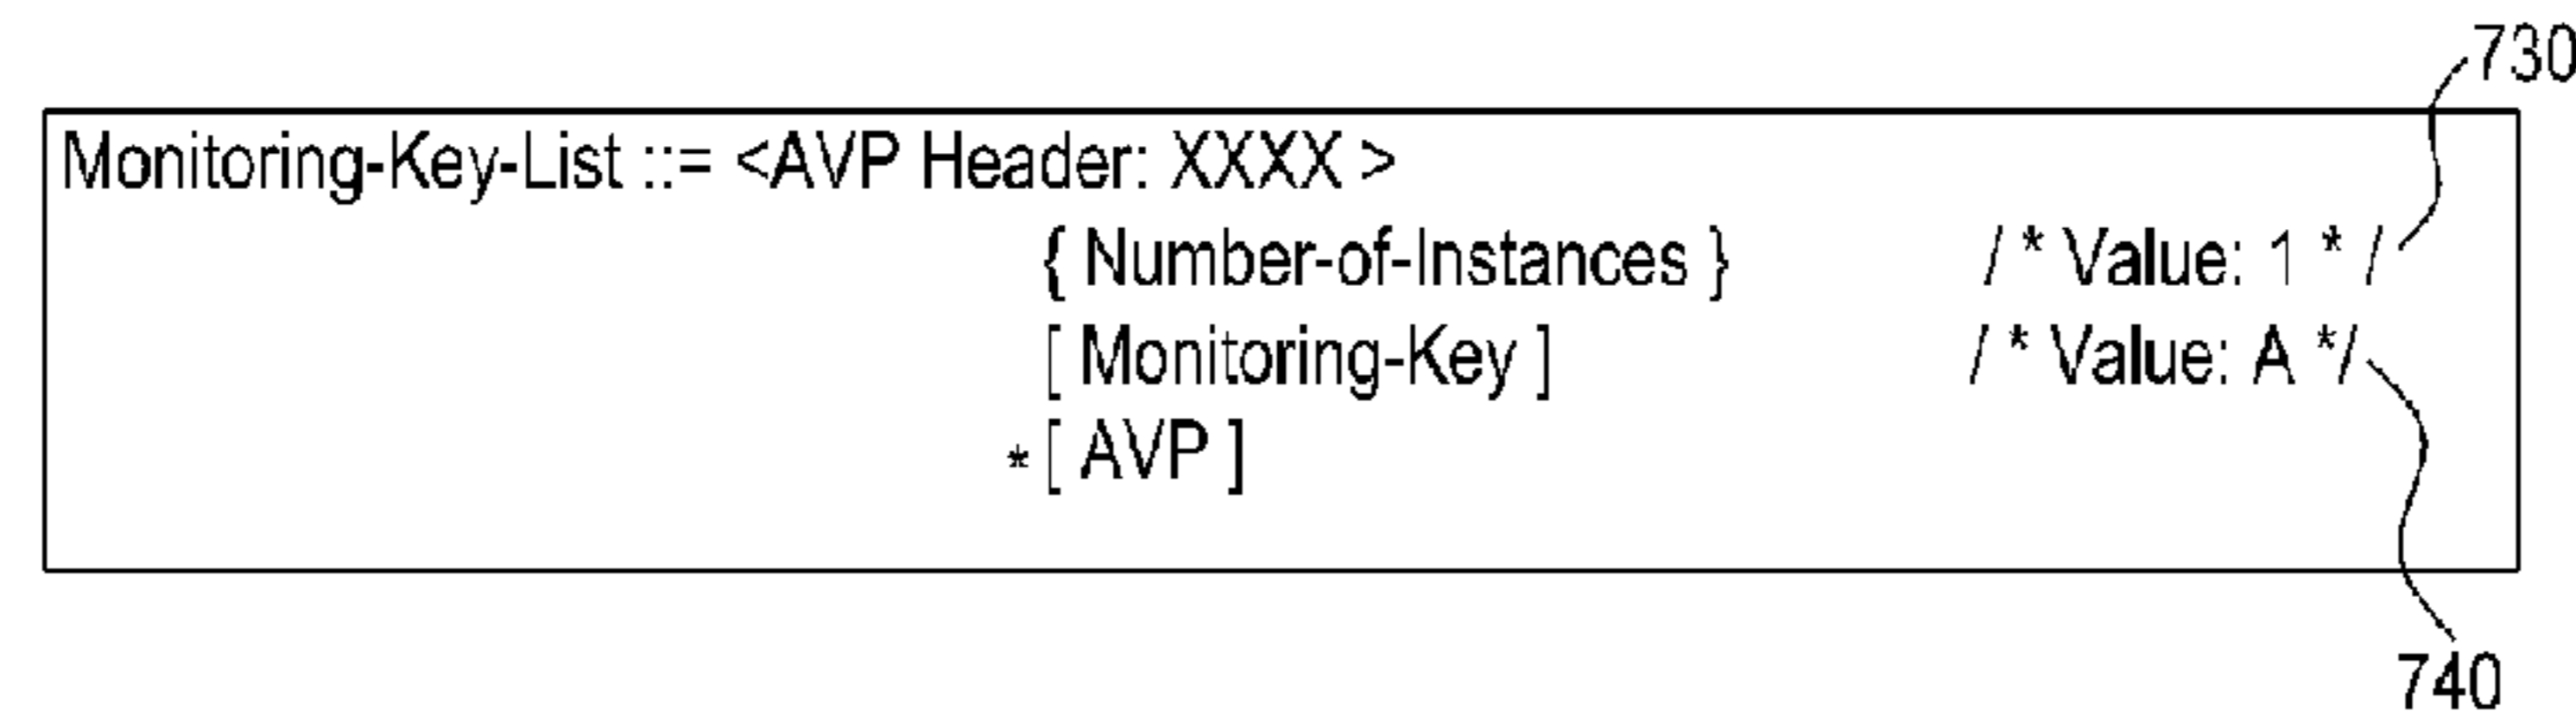 730
Monitoring-Key-List ::= <AVP Header: XXXX >
{ Number-of-Instances } / * Value: 1 * /
[ Monitoring-Key ] / * Value: A */
* [ AVP ]
740